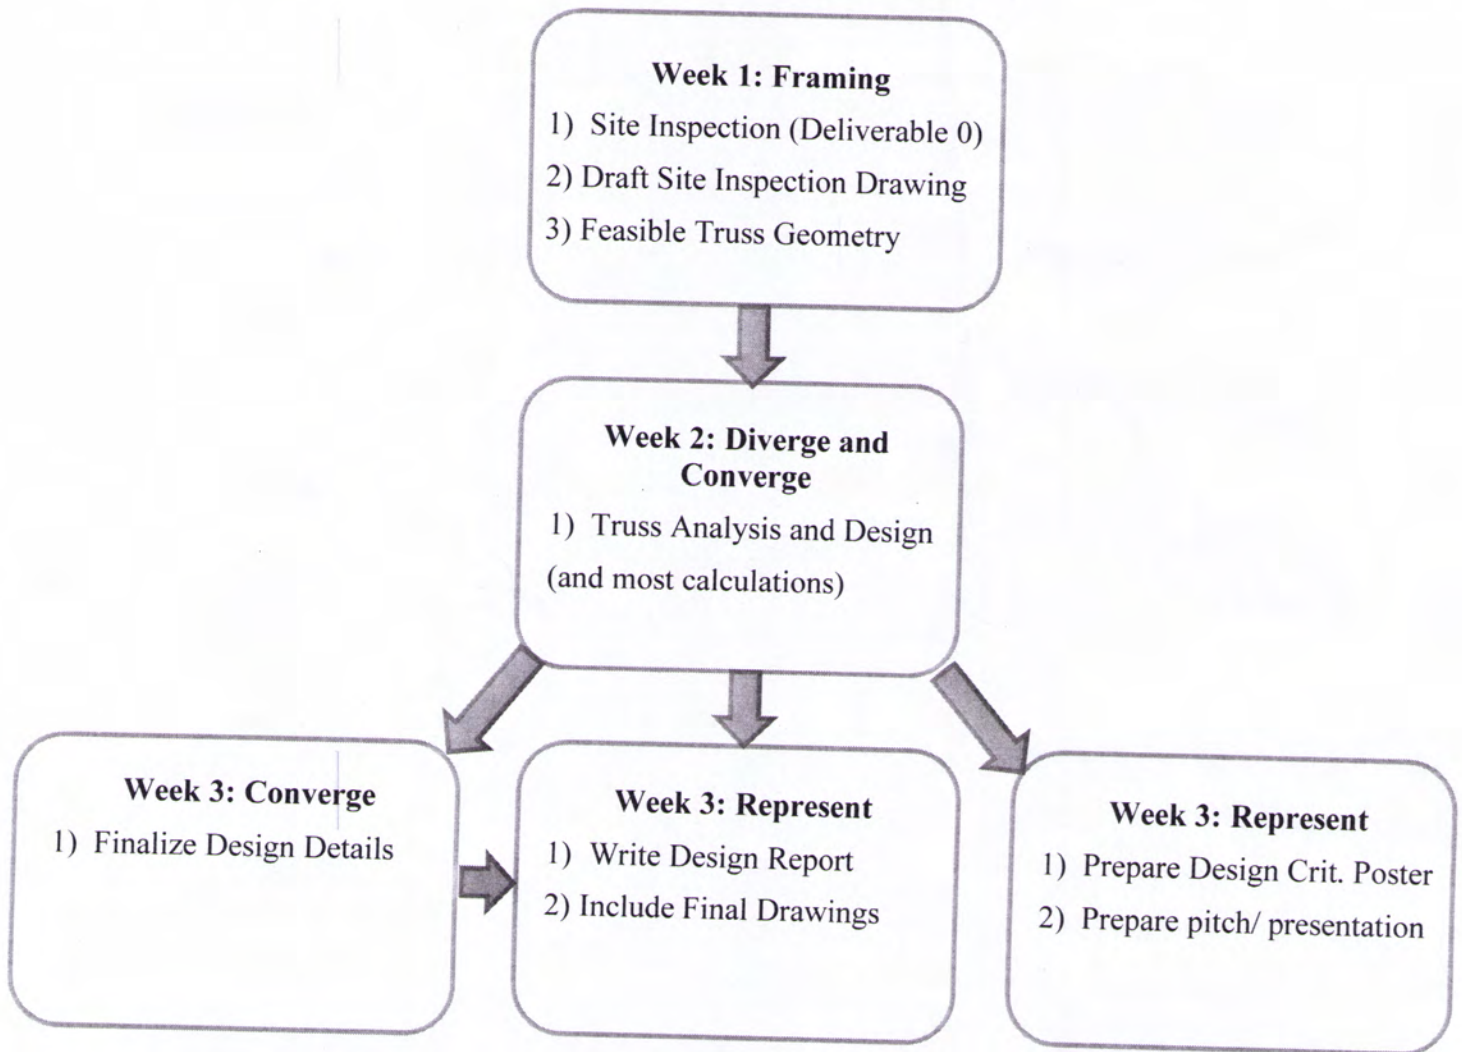 Week 1: Framing
1) Site Inspection (Deliverable 0)
2) Draft Site Inspection Drawing
3) Feasible Truss Geometry
Week 2: Diverge and
Converge
1) Truss Analysis and Design
(and most calculations)
Week 3: Converge
1) Finalize Design Details
Week 3: Represent
1) Write Design Report
2) Include Final Drawings
Week 3: Represent
1) Prepare Design Crit. Poster
2) Prepare pitch/ presentation